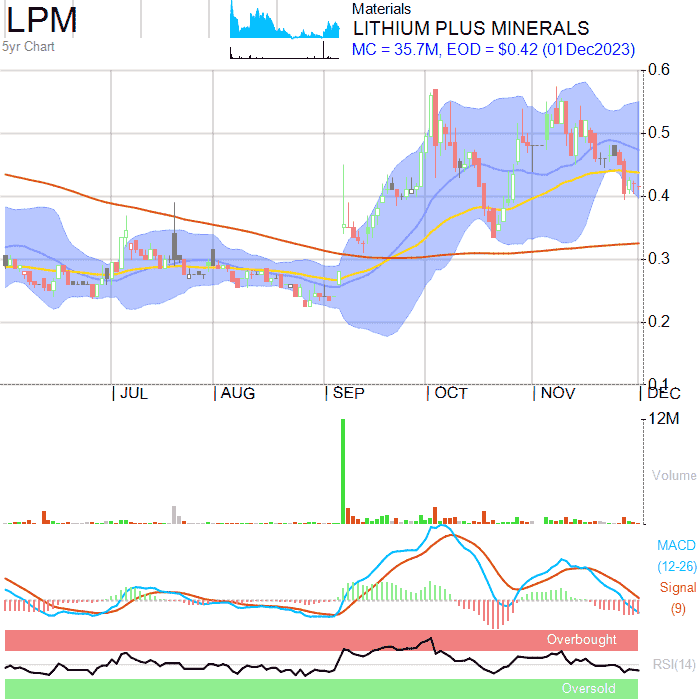 LPM
5yr Chart
Materials
LITHIUM PLUS MINERALS
MC = 35.7M, EOD = $0.42 (01Dec2023)
0.6
0.5
0.4
0.3
0.2
0.1
JUL AUG SEP OCT NOV DEC
12M
Volume
MACD
(12-26)
Signal
(9)
Overbought
RSI(14)
Oversold